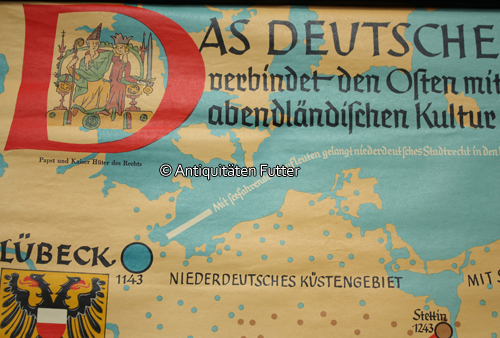 DAS DEUTSCHE
verbindet den Osten mit
abendländischen Kultur
Papst und Kaiser Hüter des Rechts
© Antiquitäten Futter
Mit seefahrenden Kaufleuten gelangt niederdeutsches Stadtrecht in den
LÜBECK
1143
NIEDERDEUTSCHES KÜSTENGEBIET
MIT
Stettin
1243